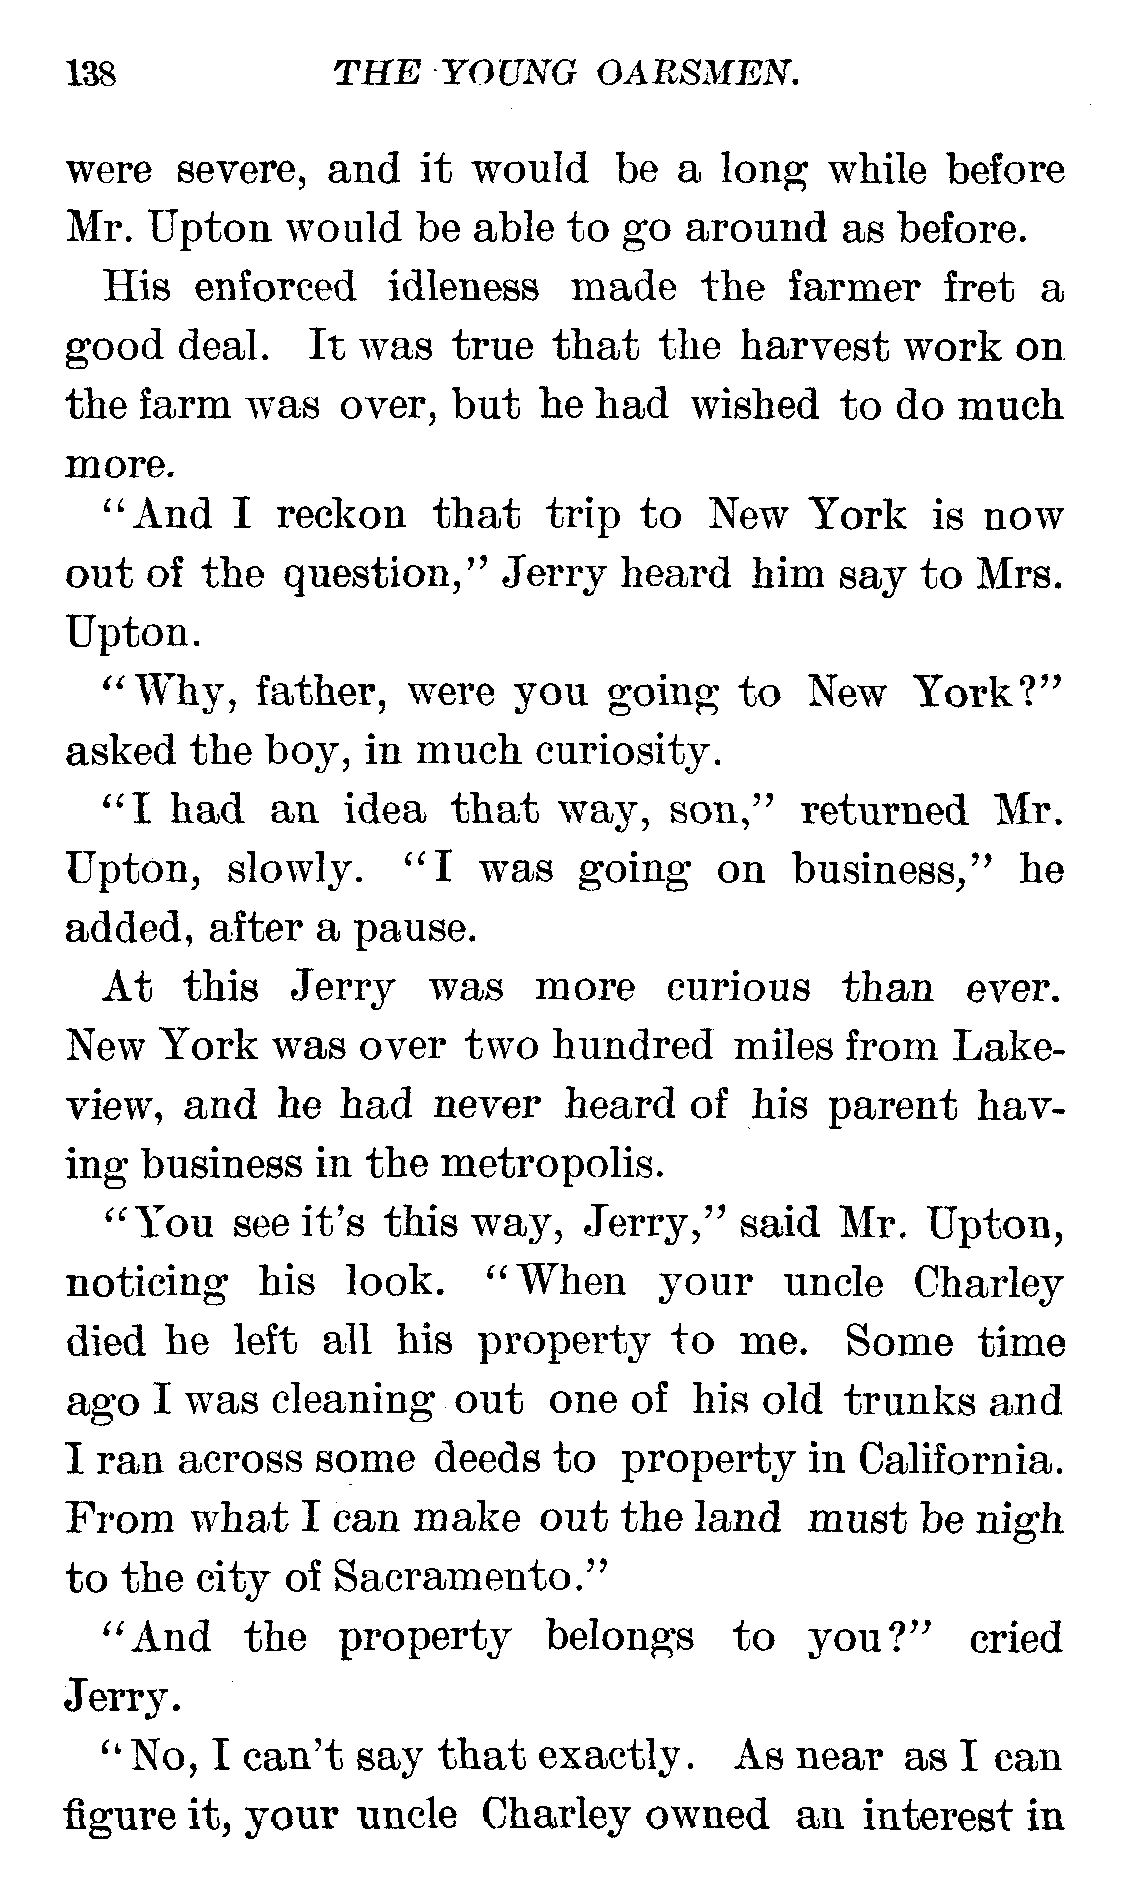 138 THE YOUNG OARSMEN.
were severe, and it would be a long while before
Mr. Upton would be able to go around as before.
His enforced idleness made the farmer fret a
good deal. It was true that the harvest work on
the farm was over, but he had wished to do much
more.
“And I reckon that trip to New York is now
out of the question,” Jerry heard him say to Mrs.
Upton.
“Why, father, were you going to New York?”
asked the boy, in much curiosity.
“I had an idea that way, son,” returned Mr.
Upton, slowly. “I was going on business,” he
added, after a pause.
At this Jerry was more curious than ever.
New York was over two hundred miles from Lake-
view, and he had never heard of his parent hav-
ing business in the metropolis.
“You see it’s this way, Jerry,” said Mr. Upton,
noticing his look. “When your uncle Charley
died he left all his property to me. Some time
ago I was cleaning out one of his old trunks and
I ran across some deeds to property in California.
From what I can make out the land must be nigh
to the city of Sacramento.”
“And the property belongs to you?” cried
Jerry.
“No, I can’t say that exactly. As near as I can
figure it, your uncle Charley owned an interest in